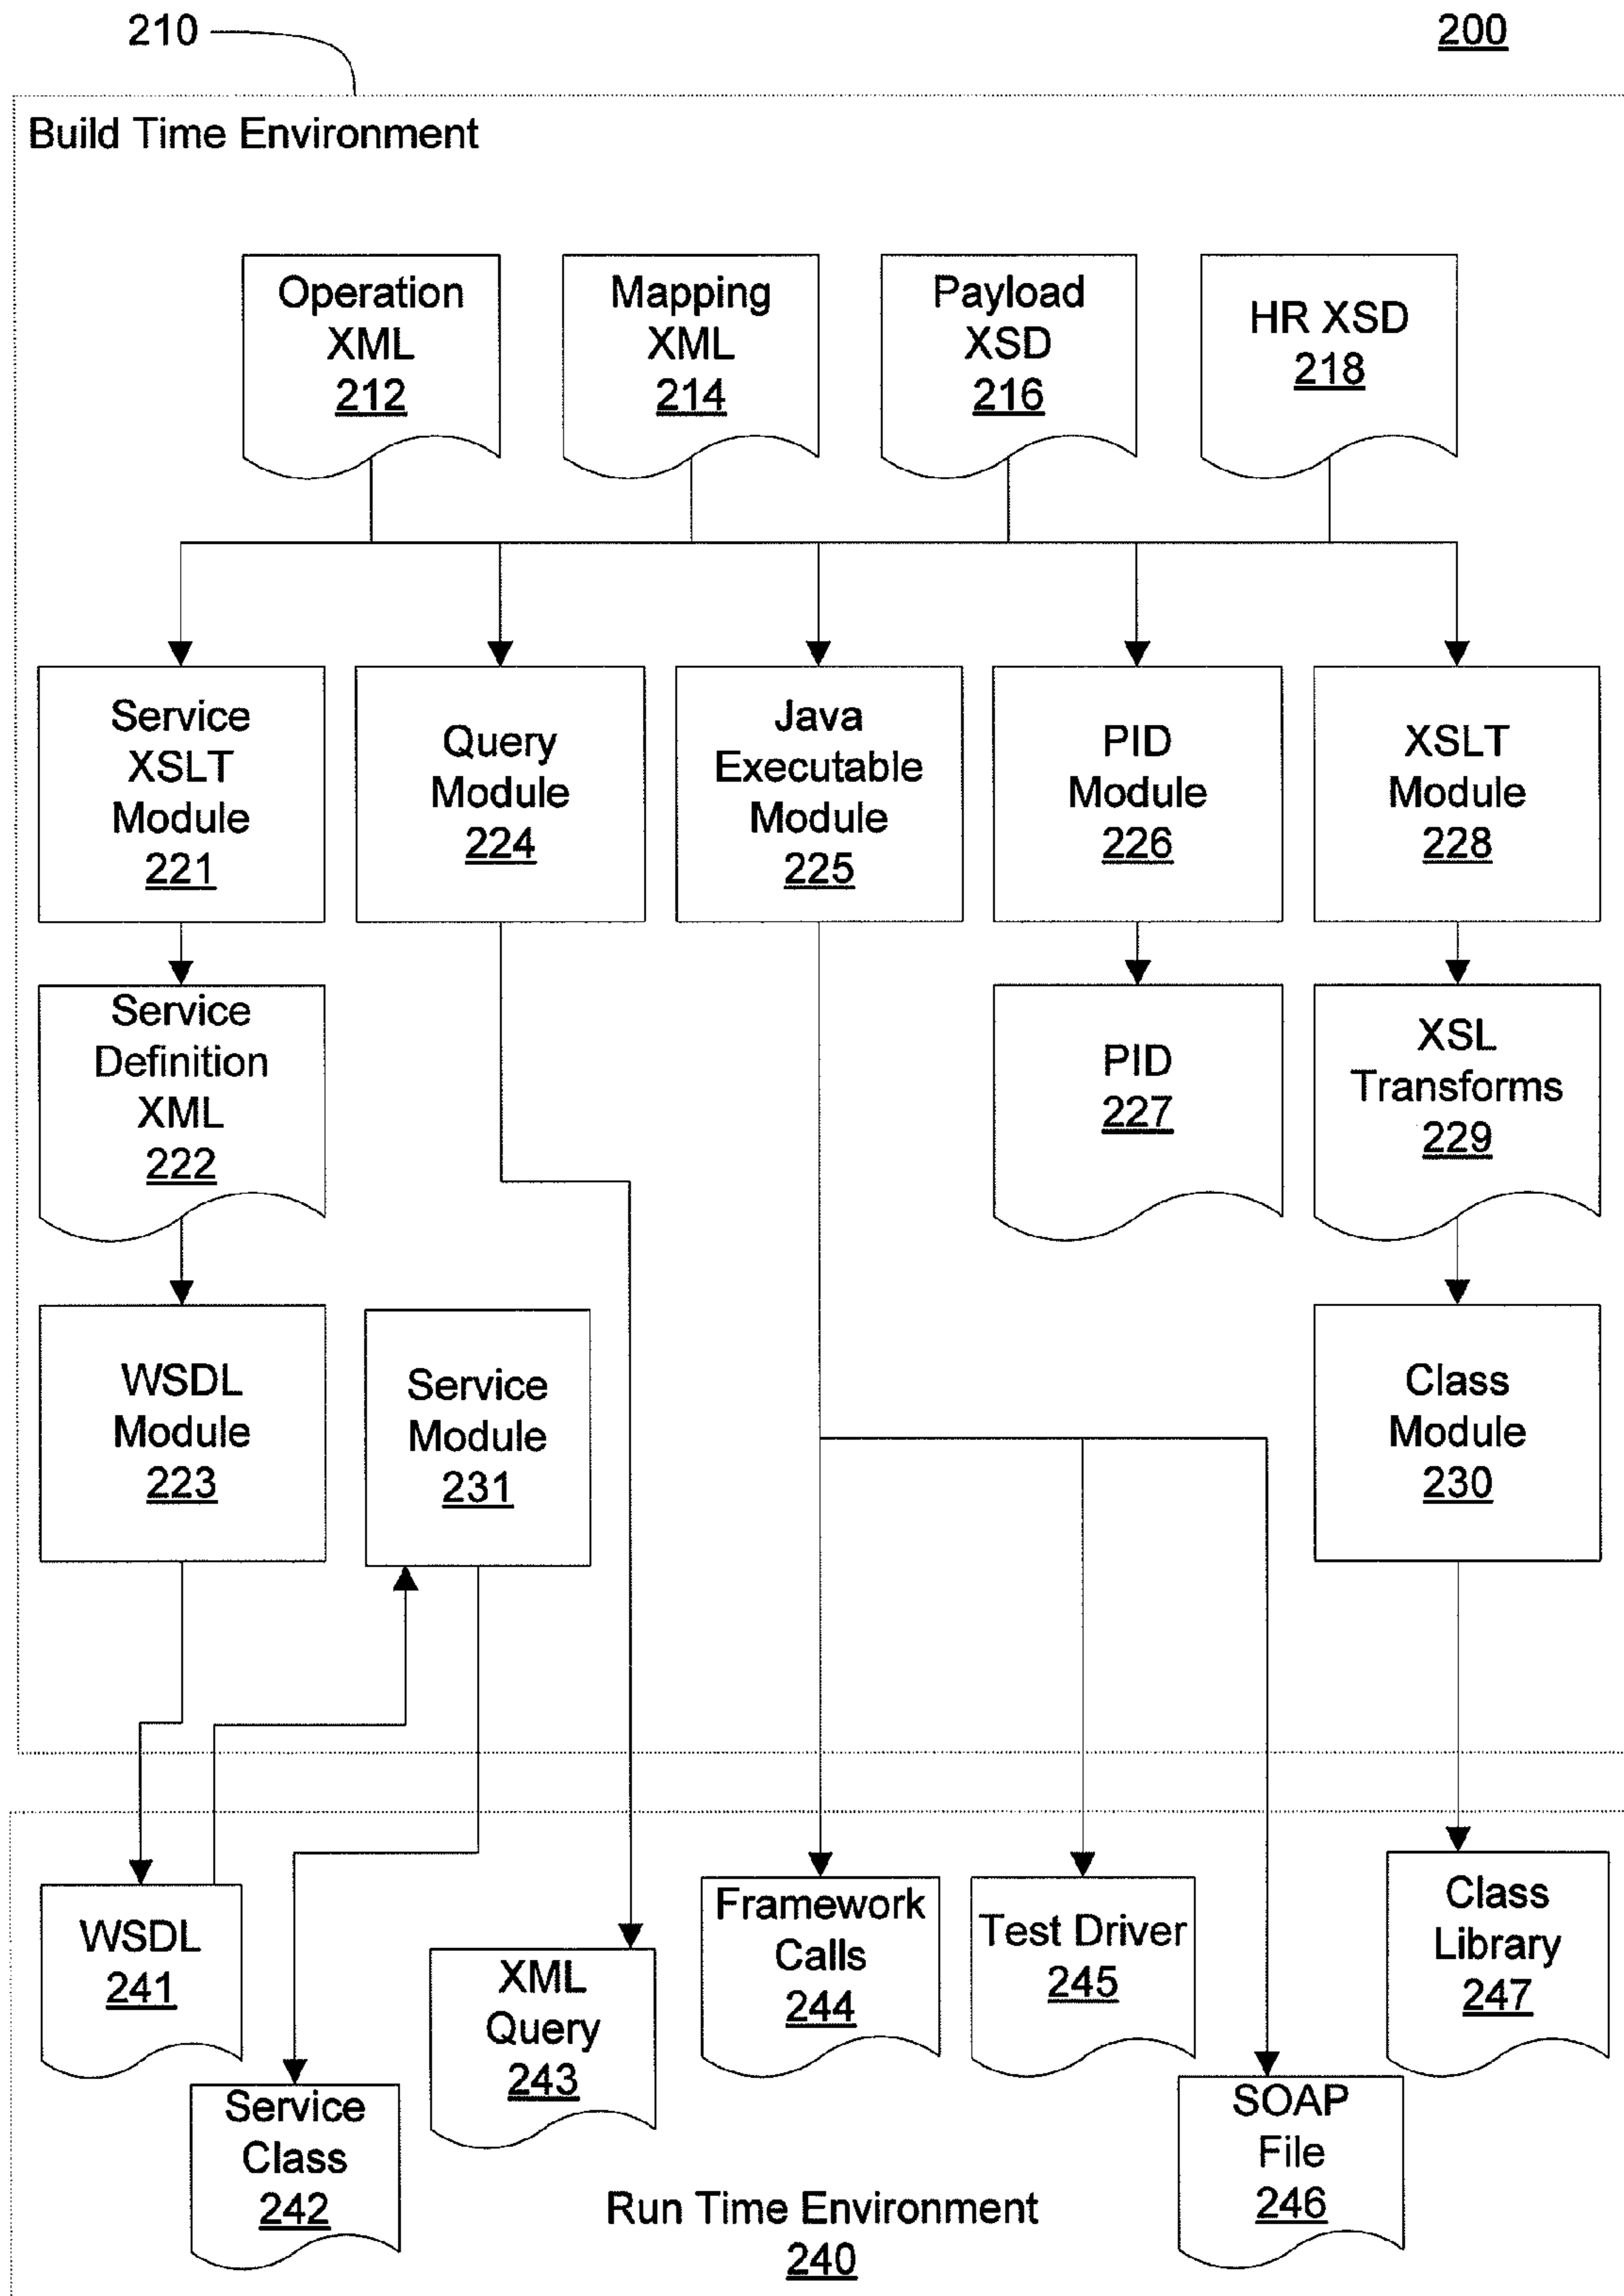 210
200
Build Time Environment
Operation
XML
212
Mapping
XML
214
Payload
XSD
216
HR XSD
218
Service
XSLT
Module
221
Query
Module
224
Java
Executable
Module
225
PID
Module
226
XSLT
Module
228
Service
Definition
XML
222
PID
227
XSL
Transforms
229
WSDL
Module
223
Service
Module
231
Class
Module
230
WSDL
241
Service
Class
242
XML
Query
243
Framework
Calls
244
Test Driver
245
SOAP
File
246
Class
Library
247
Run Time Environment
240